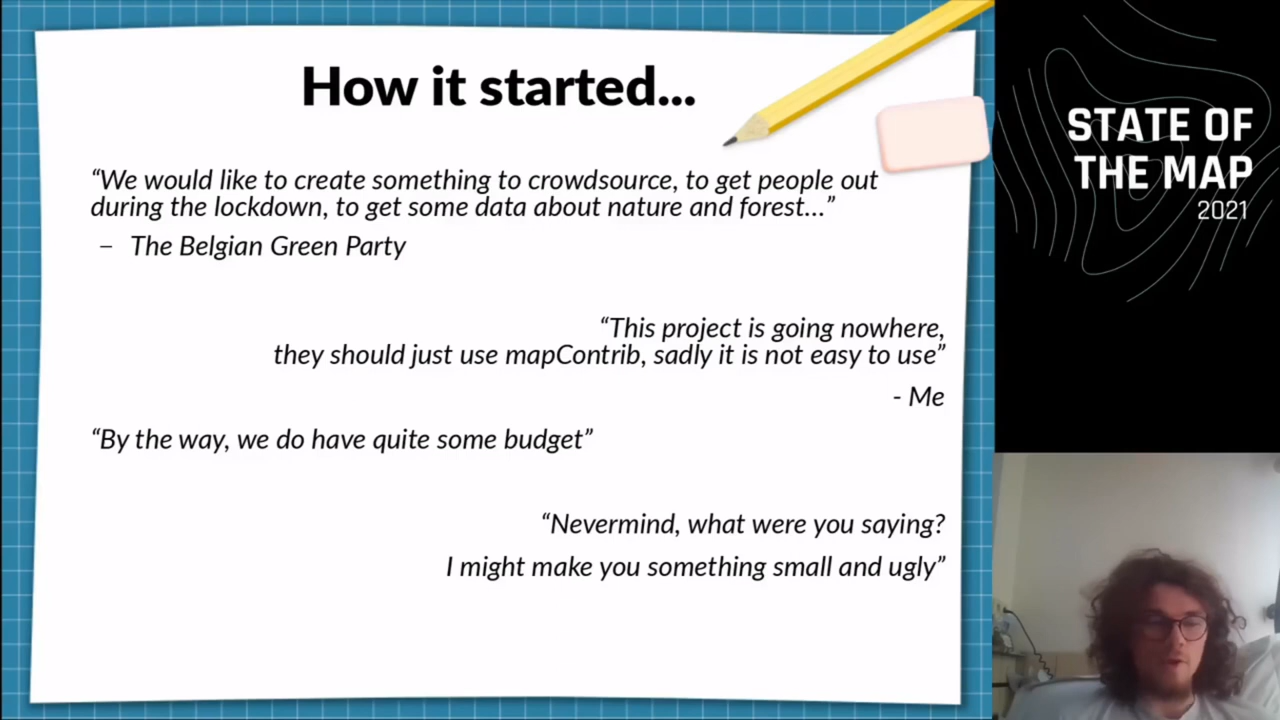 How it started...
“We would like to create something to crowdsource, to get people out
during the lockdown, to get some data about nature and forest...”
– The Belgian Green Party
“This project is going nowhere,
they should just use mapContrib, sadly it is not easy to use”
- Me
“By the way, we do have quite some budget”
“Nevermind, what were you saying?
I might make you something small and ugly”
STATE OF
THE MAP
2021